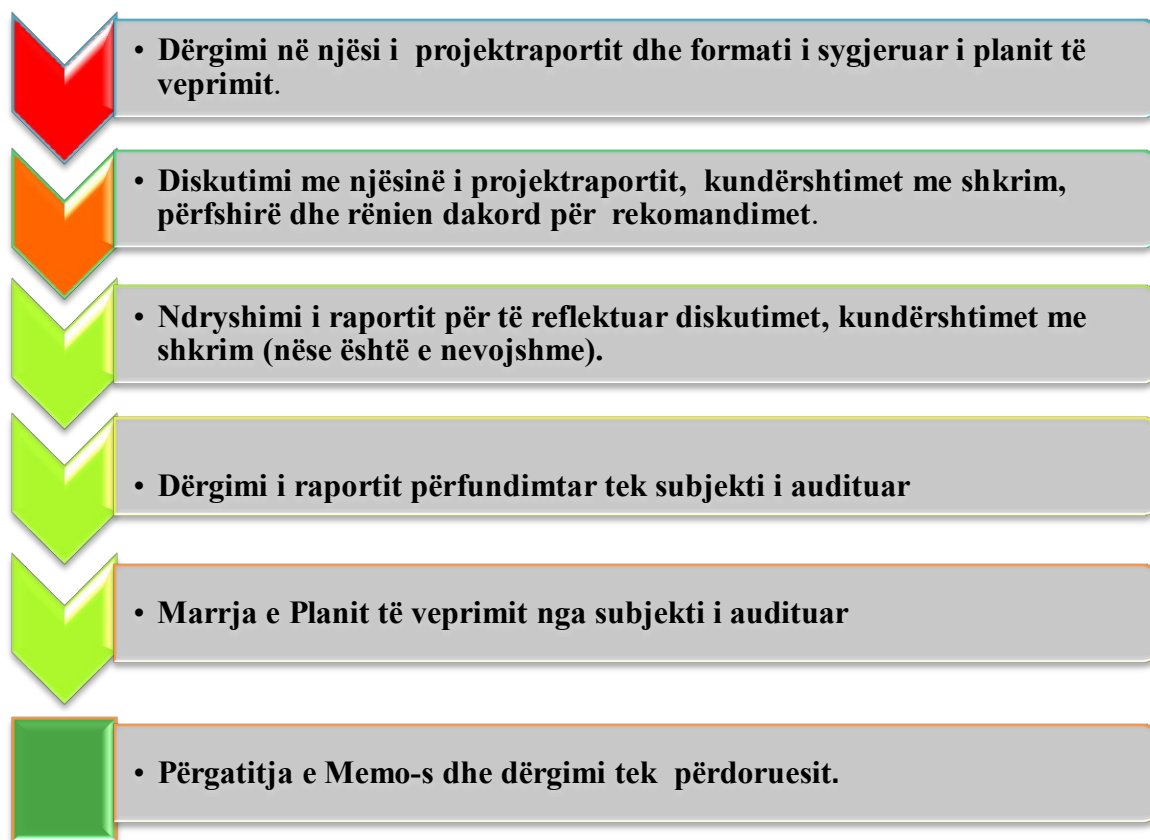 • Dërgimi në njësi i projektraportit dhe formati i sygjeruar i planit të
veprimit.
• Diskutimi me njësinë i projektraportit, kundërshtimet me shkrim,
përfshirë dhe rënien dakord për rekomandimet.
• Ndryshimi i raportit për të reflektuar diskutimet, kundërshtimet me
shkrim (nëse është e nevojshme).
• Dërgimi i raportit përfundimtar tek subjekti i audituar
• Marrja e Planit të veprimit nga subjekti i audituar
• Përgatitja e Memo-s dhe dërgimi tek përdoruesit.